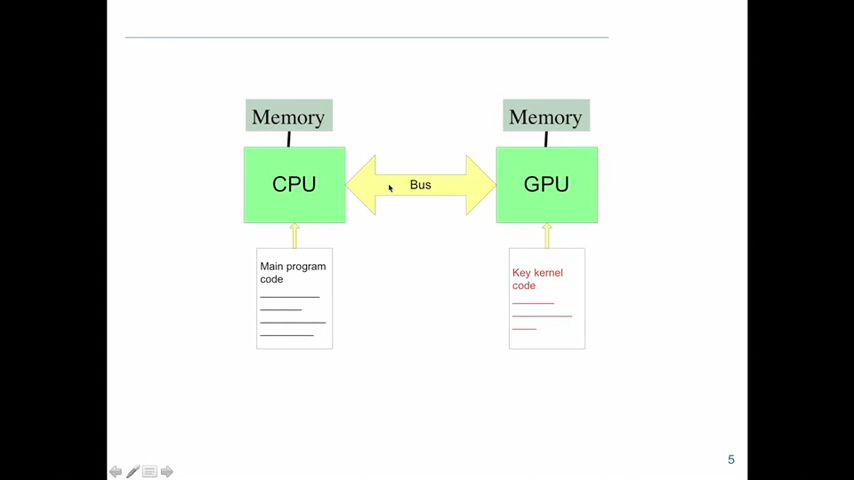 Memory
Memory
CPU
Bus
GPU
Main program
code
Key kernel
code
5